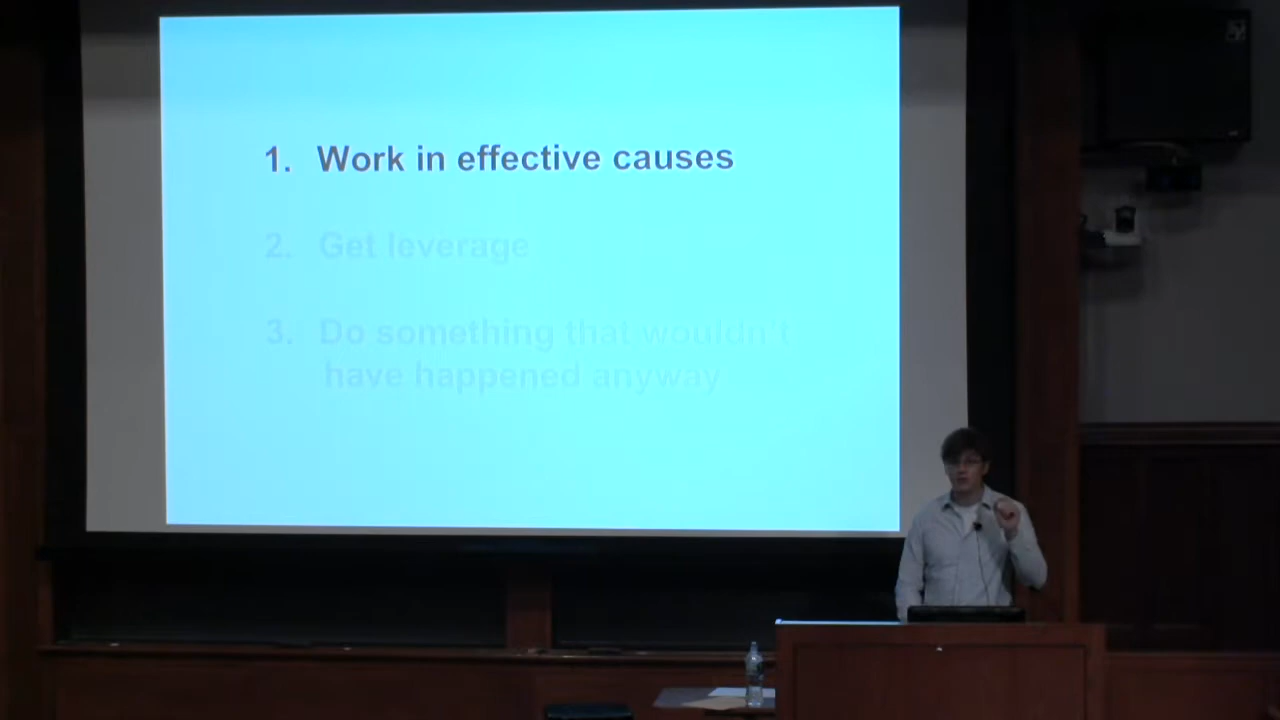 1. Work in effective causes
2. Get leverage
3. Do something that wouldn't
have happened anyway